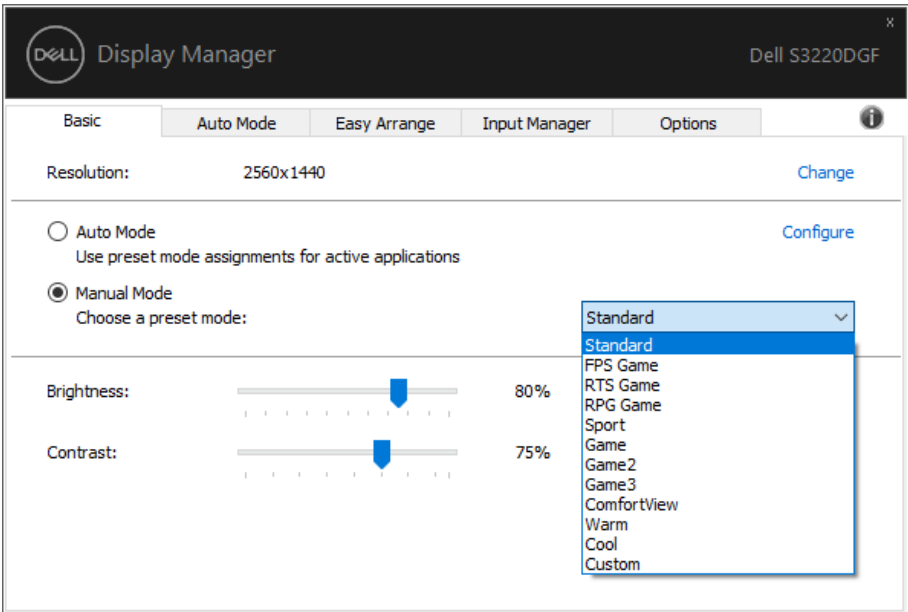 x
DELL Display Manager Dell S3220DGF
Basic Auto Mode Easy Arrange Input Manager Options i
Resolution: 2560x1440 Change
Auto Mode Configure
Use preset mode assignments for active applications
Manual Mode
Choose a preset mode: Standard
Standard
FPS Game
RTS Game
RPG Game
Sport
Game
Game2
Game3
ComfortView
Warm
Cool
Custom
Brightness: 80%
Contrast: 75%